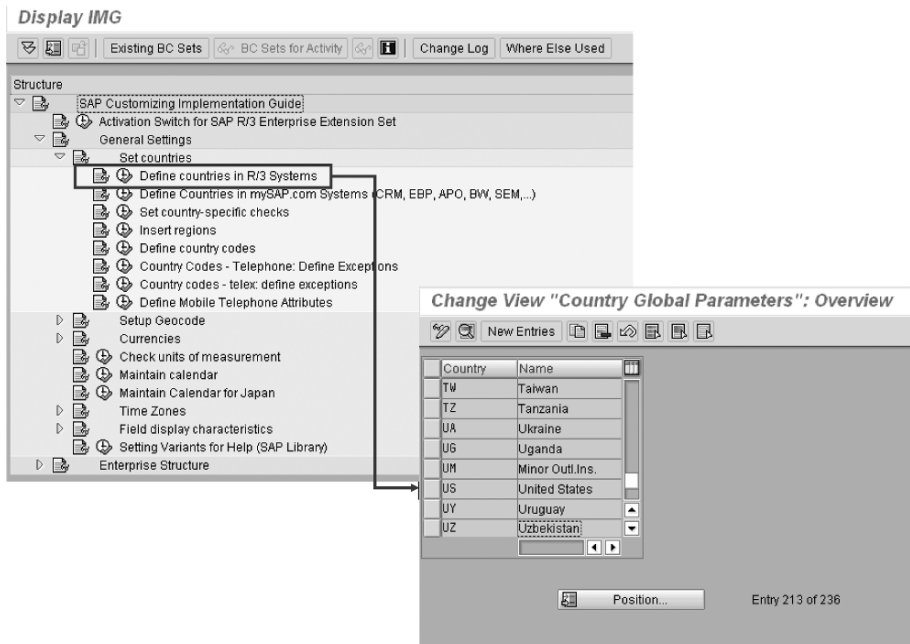 Display IMG
Existing BC Sets BC Sets for Activity Change Log Where Else Used
Structure
SAP Customizing Implementation Guide
Activation Switch for SAP R/3 Enterprise Extension Set
General Settings
Set countries
Define countries in R/3 Systems
Define Countries in mySAP.com Systems (CRM, EBP, APO, BW, SEM,...)
Set country-specific checks
Insert regions
Define country codes
Country Codes - Telephone: Define Exceptions
Country codes - telex: define exceptions
Define Mobile Telephone Attributes
Setup Geocode
Currencies
Check units of measurement
Maintain calendar
Maintain Calendar for Japan
Time Zones
Field display characteristics
Setting Variants for Help (SAP Library)
Enterprise Structure
Change View "Country Global Parameters": Overview
New Entries
Country Name
TW Taiwan
TZ Tanzania
UA Ukraine
UG Uganda
UM Minor Outl.Ins.
US United States
UY Uruguay
UZ Uzbekistan
Position... Entry 213 of 236